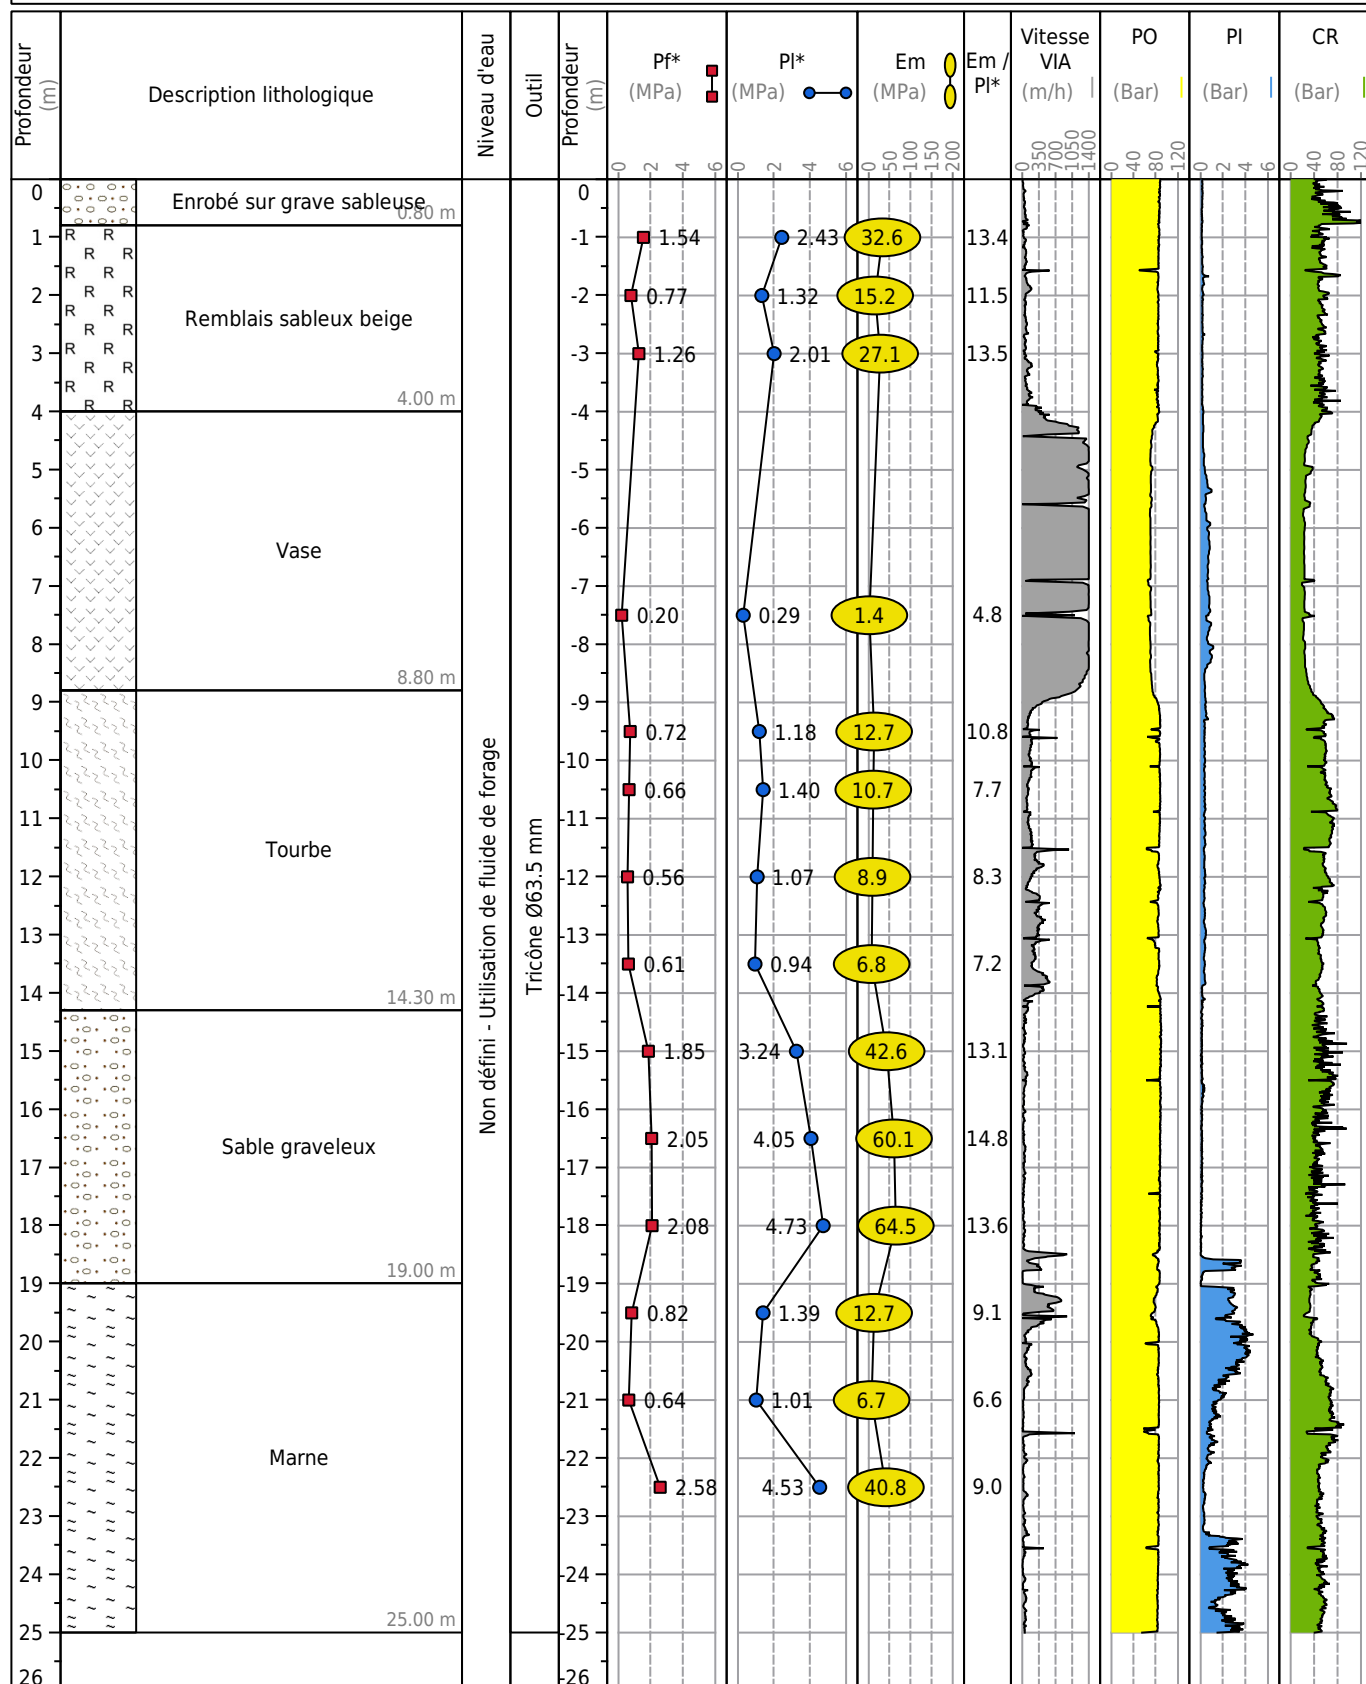 Profondeur
(m)
Description lithologique
Niveau d'eau
Outil
Profondeur
(m)
Pf*
(MPa)
0 2 4 6
Pl*
(MPa)
0 2 4 6
Em
(MPa)
0 50 100 150 200
Em /
Pl*
Vitesse
VIA
(m/h)
0 350 700 1050 1400
PO
(Bar)
0 40 80 120
PI
(Bar)
0 2 4 6
CR
(Bar)
0 40 80 120
0 Enrobé sur grave sableuse 0.80 m 0
1 -1 1.54 2.43 32.6 13.4
2 -2 0.77 1.32 15.2 11.5
Remblais sableux beige
3 -3 1.26 2.01 27.1 13.5
4.00 m
4 -4
5 -5
6 -6
Vase
7 -7
0.20 0.29 1.4 4.8
8 -8
8.80 m
9 -9
0.72 1.18 12.7 10.8
10 -10
0.66 1.40 10.7 7.7
11 -11
Tourbe
12 -12 0.56 1.07 8.9 8.3
13 -13
0.61 0.94 6.8 7.2
14 -14
14.30 m
15 -15 1.85 3.24 42.6 13.1
16 -16
Sable graveleux 2.05 4.05 60.1 14.8
17 -17
18 -18 2.08 4.73 64.5 13.6
19.00 m
19 -19
0.82 1.39 12.7 9.1
20 -20
21 -21 0.64 1.01 6.7 6.6
22 -22
Marne
2.58 4.53 40.8 9.0
23 -23
24 -24
25.00 m
25 -25
26 -26
Non défini - Utilisation de fluide de forage
Tricône Ø63.5 mm
R R
R R
R R
R R
R R
R R
R R
R R
R R
R R